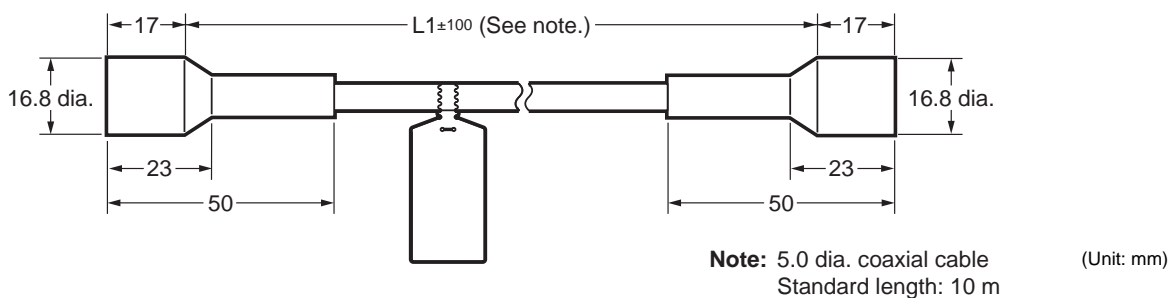 17
L1±100 (See note.)
17
16.8 dia.
16.8 dia.
23
23
50
50
Note: 5.0 dia. coaxial cable
(Unit: mm)
Standard length: 10 m